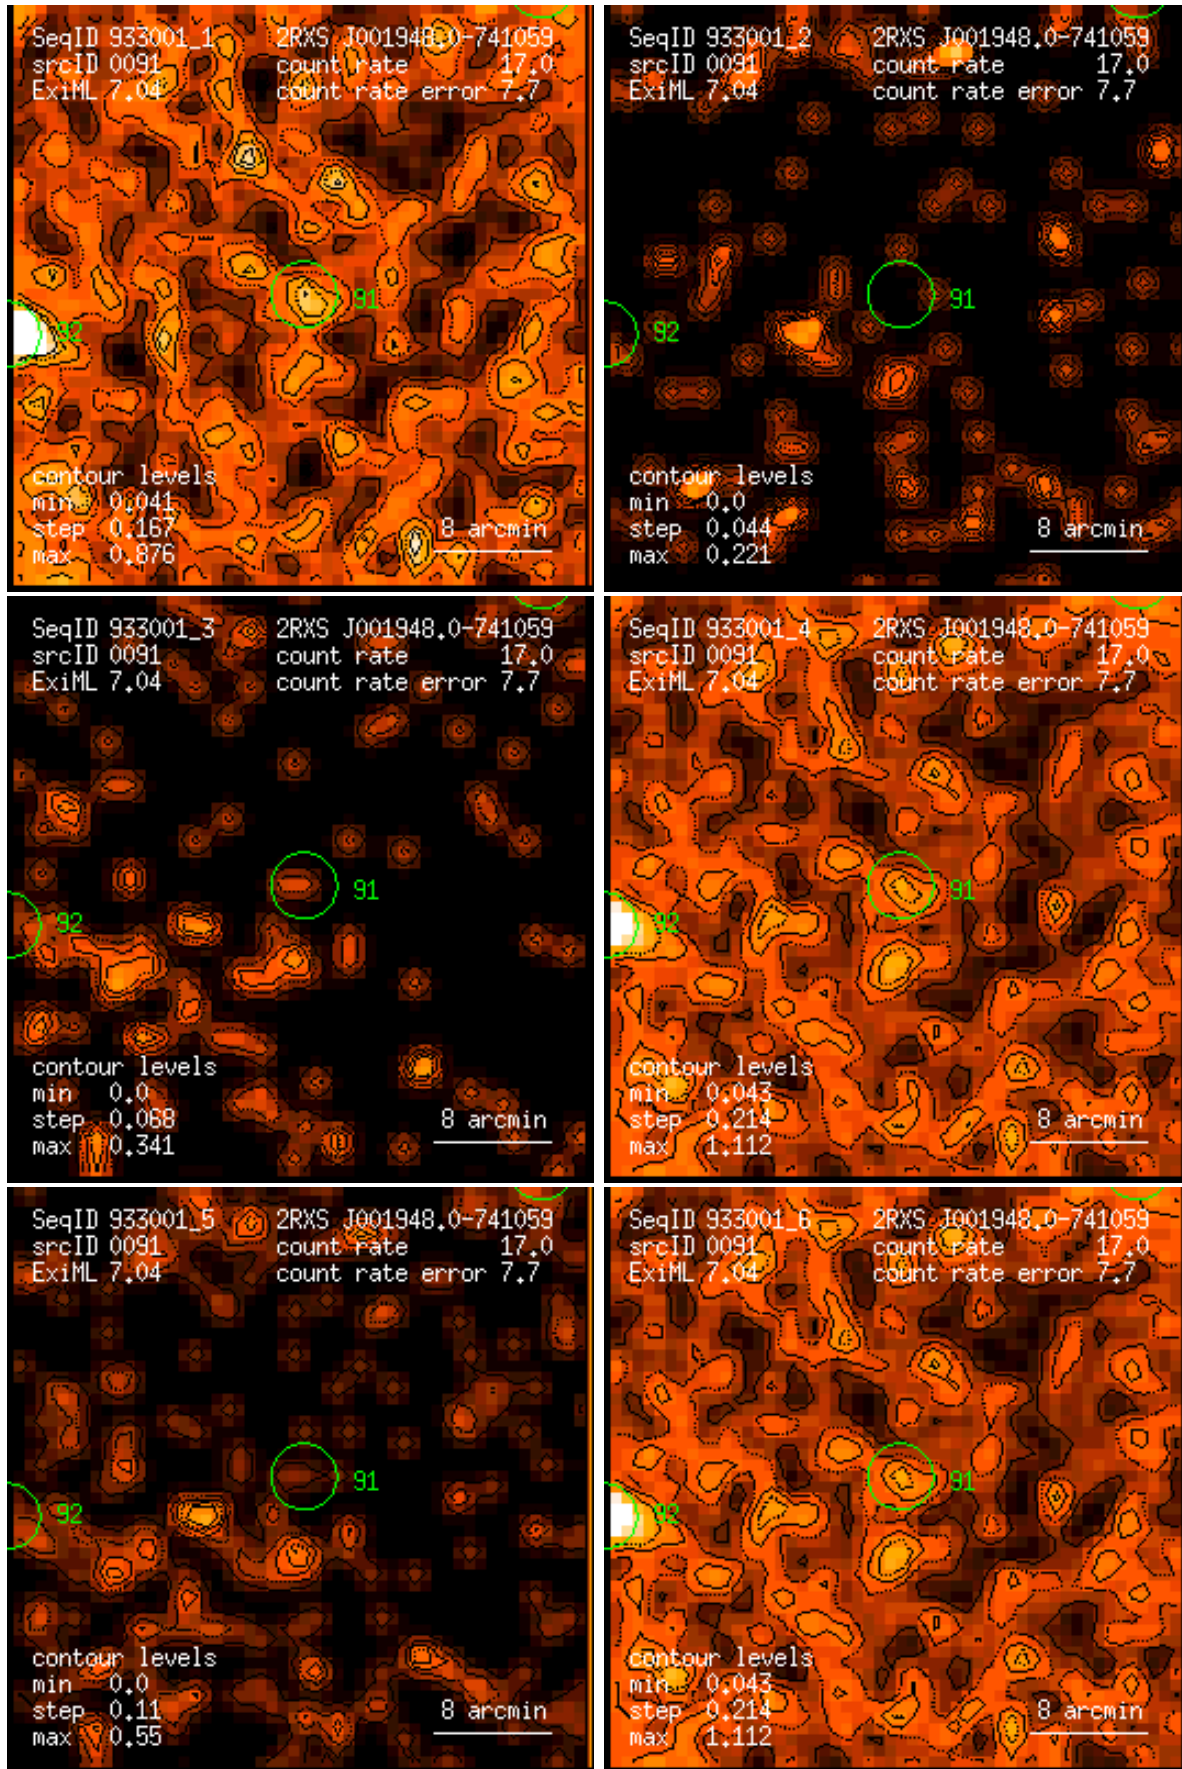 SeqID 933001_1 2RXS J001948.0-741059
srcID 0091 count rate 17.0
ExiML 7.04 count rate error 7.7
91
92
contour levels
min 0.041
step 0.167 8 arcmin
max 0.876
SeqID 933001_2 2RXS J001948.0-741059
srcID 0091 count rate 17.0
ExiML 7.04 count rate error 7.7
91
92
contour levels
min 0.0
step 0.044 8 arcmin
max 0.221
SeqID 933001_3 2RXS J001948.0-741059
srcID 0091 count rate 17.0
ExiML 7.04 count rate error 7.7
91
92
contour levels
min 0.0
step 0.068 8 arcmin
max 0.341
SeqID 933001_4 2RXS J001948.0-741059
srcID 0091 count rate 17.0
ExiML 7.04 count rate error 7.7
91
92
contour levels
min 0.043
step 0.214 8 arcmin
max 1.112
SeqID 933001_5 2RXS J001948.0-741059
srcID 0091 count rate 17.0
ExiML 7.04 count rate error 7.7
91
92
contour levels
min 0.0
step 0.11 8 arcmin
max 0.55
SeqID 933001_6 2RXS J001948.0-741059
srcID 0091 count rate 17.0
ExiML 7.04 count rate error 7.7
91
92
contour levels
min 0.043
step 0.214 8 arcmin
max 1.112